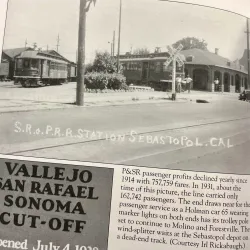 S.R. & P.R.R. STATION SEBASTOPOL. CAL
VALLEJO
SAN RAFAEL
SONOMA
CUT-OFF
opened July 4, 19
P&SR passenger profits declined yearly since
1914 with 757,759 fares. In 1931, about the
time of this picture, the line carried only
162,742 passengers. The end draws near for the
passenger service as a Holman car 65 wearing
marker lights on both ends has its trolley pole
set to continue to Molino and Forestville. The
wind-splitter waits at the Sebastopol depot on
a dead-end track. (Courtesy Irl Rickabaugh